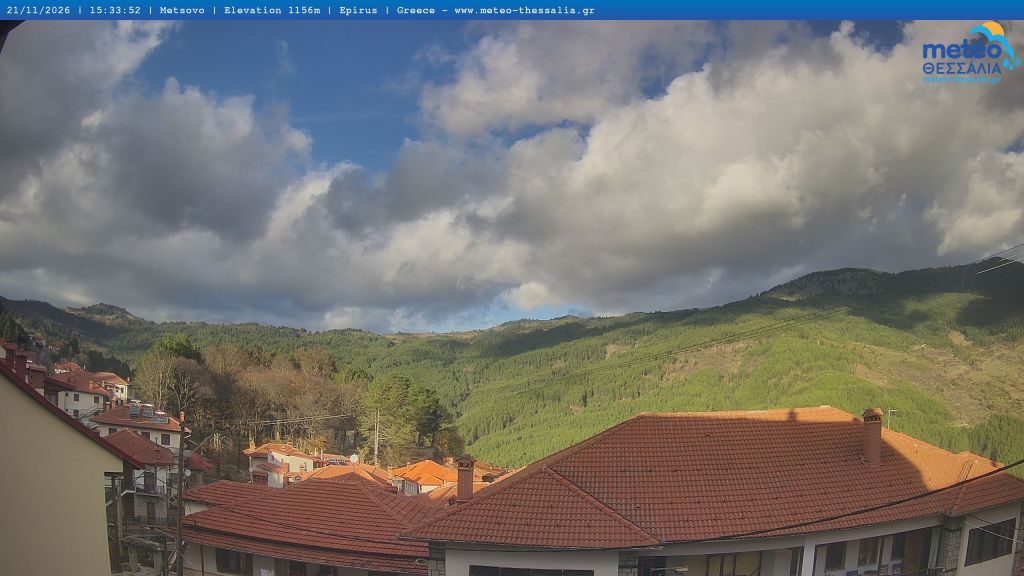 21/11/2026 | 15:33:52 | Metsovo | Elevation 1156m | Epirus | Greece - www.meteo-thessalia.gr
meteo
ΘΕΣΣΑΛΙΑ